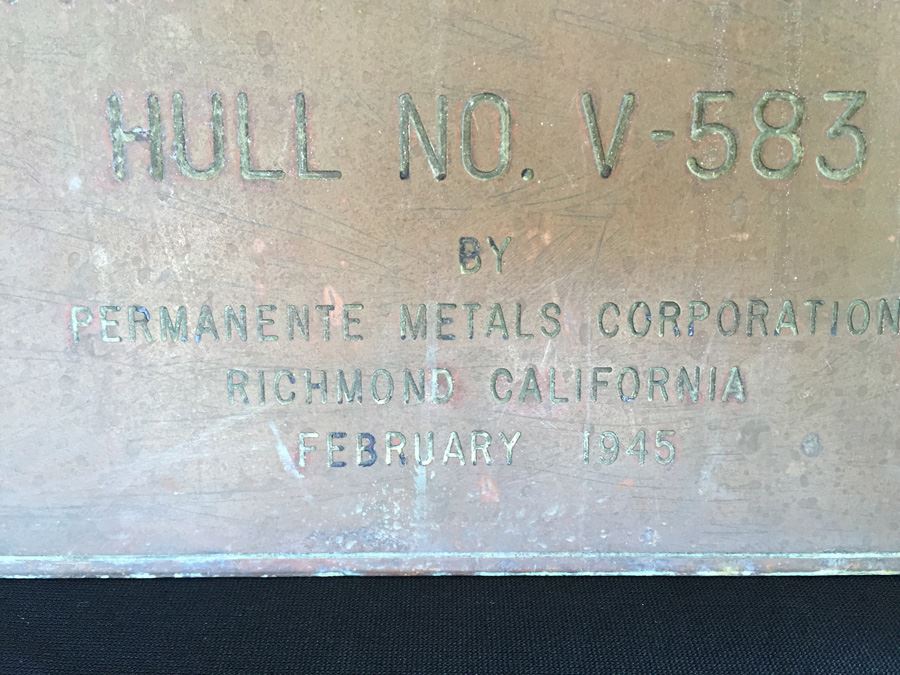 HULL NO. V-583
BY
PERMANENTE METALS CORPORATION
RICHMOND CALIFORNIA
FEBRUARY 1945